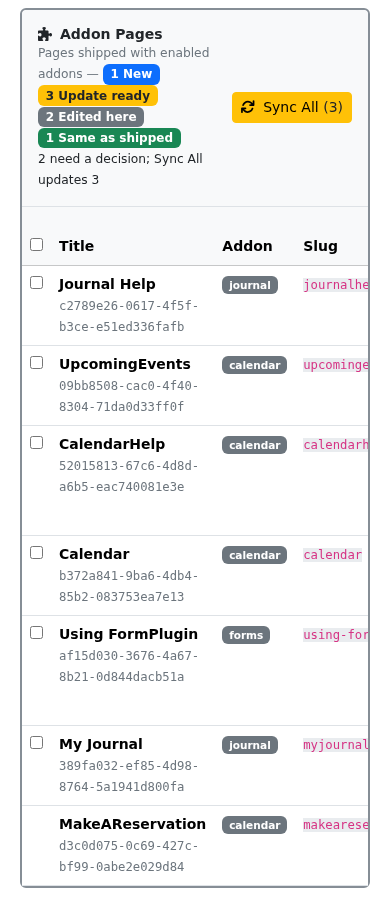 Addon Pages
Pages shipped with enabled
addons — 1 New
3 Update ready
2 Edited here
1 Same as shipped
2 need a decision; Sync All
updates 3
Sync All (3)
Title Addon Slug
Journal Help journal journalhe
c2789e26-0617-4f5f-
b3ce-e51ed336fafb
UpcomingEvents calendar upcominge
09bb8508-cac0-4f40-
8304-71da0d33ff0f
CalendarHelp calendar calendarh
52015813-67c6-4d8d-
a6b5-eac740081e3e
Calendar calendar calendar
b372a841-9ba6-4db4-
85b2-083753ea7e13
Using FormPlugin forms using-for
af15d030-3676-4a67-
8b21-0d844dacb51a
My Journal journal myjournal
389fa032-ef85-4d98-
8764-5a1941d800fa
MakeAReservation calendar makearese
d3c0d075-0c69-427c-
bf99-0abe2e029d84